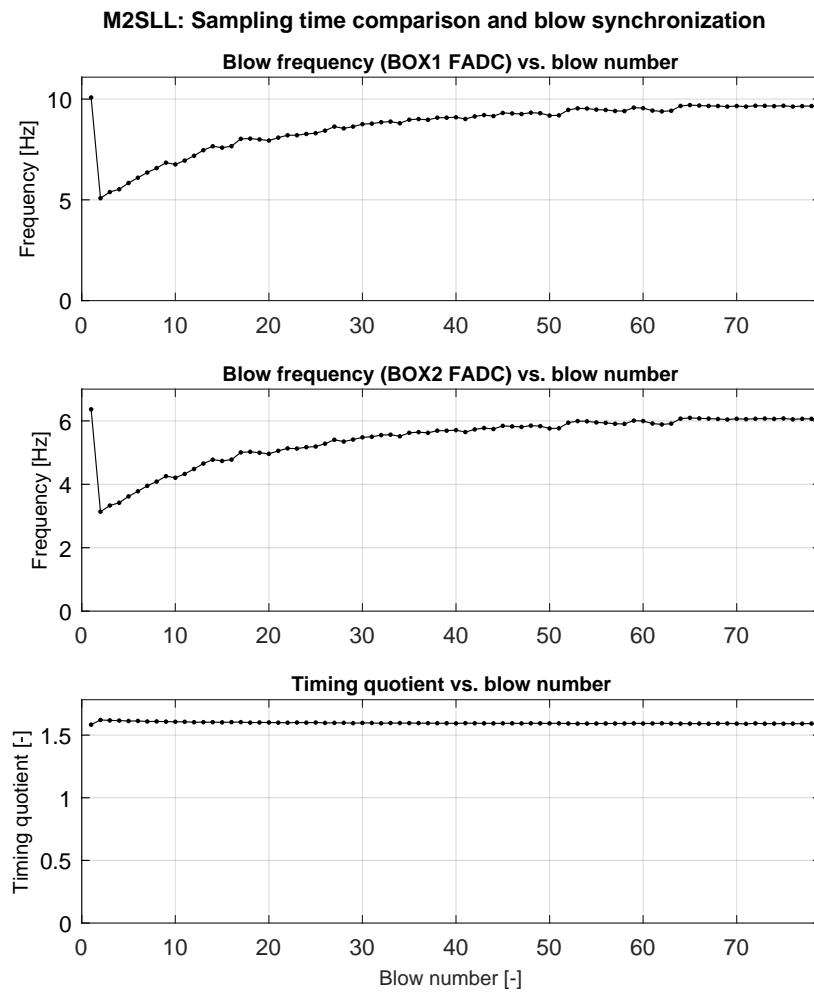 M2SLL: Sampling time comparison and blow synchronization
Blow frequency (BOX1 FADC) vs. blow number
Frequency [Hz]
10
5
0
0 10 20 30 40 50 60 70
Blow frequency (BOX2 FADC) vs. blow number
Frequency [Hz]
6
4
2
0
0 10 20 30 40 50 60 70
Timing quotient vs. blow number
Timing quotient [-]
1.5
1
0.5
0
0 10 20 30 40 50 60 70
Blow number [-]